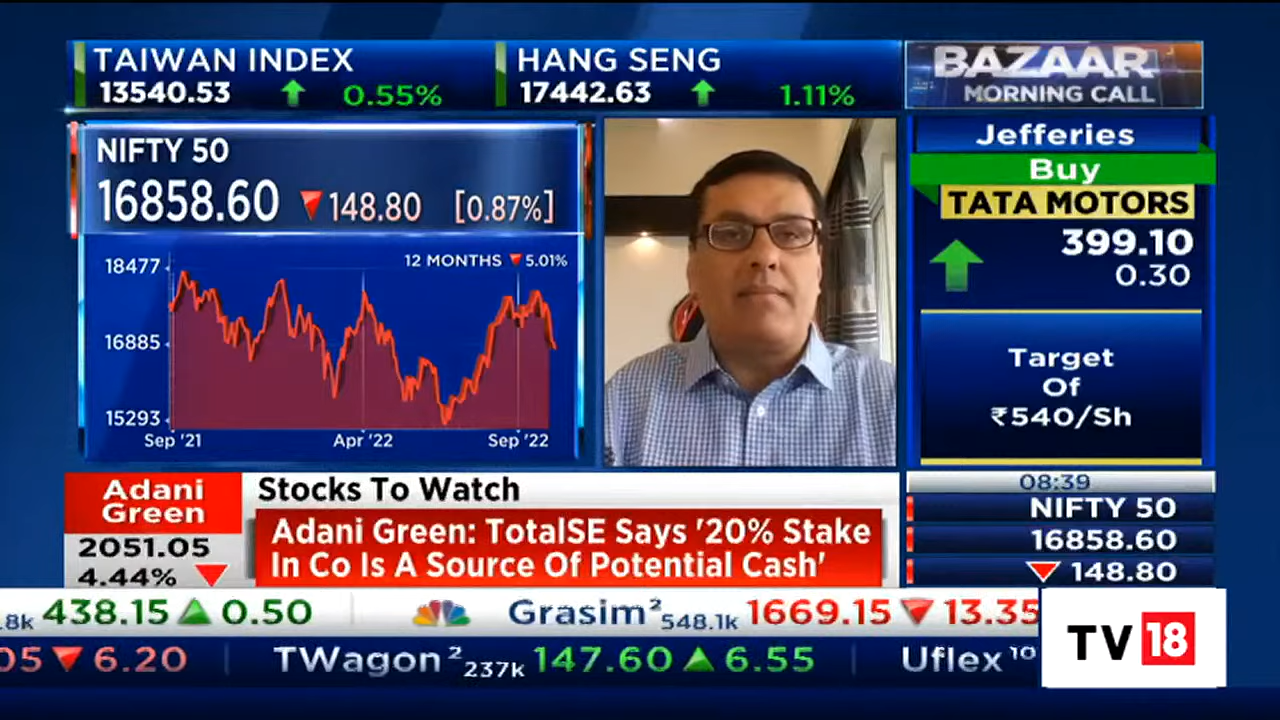 TAIWAN INDEX
13540.53 0.55%
HANG SENG
17442.63 1.11%
BAZAAR
MORNING CALL
NIFTY 50
16858.60 148.80 [0.87%]
12 MONTHS 5.01%
18477
16885
15293
Sep '21 Apr '22 Sep '22
Jefferies
Buy
TATA MOTORS
399.10
0.30
Target
Of
₹540/Sh
Adani
Green
2051.05
4.44%
Stocks To Watch
Adani Green: TotalSE Says '20% Stake
In Co Is A Source Of Potential Cash'
08:39
NIFTY 50
16858.60
148.80
.8k 438.15 0.50 Grasim² 548.1k 1669.15 13.35
05 6.20 TWagon² 237k 147.60 6.55 Uflex¹⁰
TV18